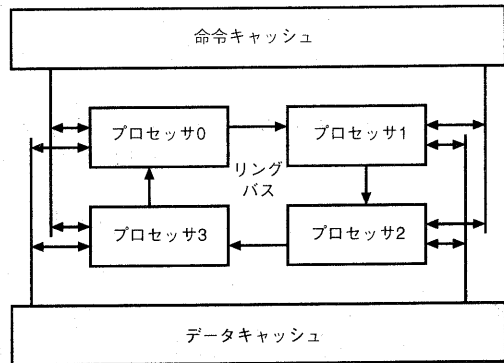 命令キャッシュ
プロセッサ0
プロセッサ1
リング
バス
プロセッサ3
プロセッサ2
データキャッシュ